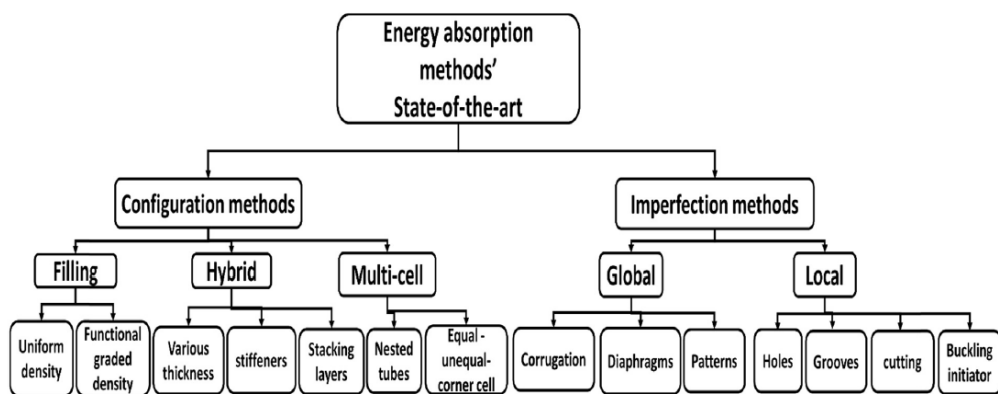 Energy absorption
methods’
State-of-the-art
Configuration methods
Imperfection methods
Filling
Hybrid
Multi-cell
Global
Local
Uniform
density
Functional
graded
density
Various
thickness
stiffeners
Stacking
layers
Nested
tubes
Equal -
unequal-
corner cell
Corrugation
Diaphragms
Patterns
Holes
Grooves
cutting
Buckling
initiator